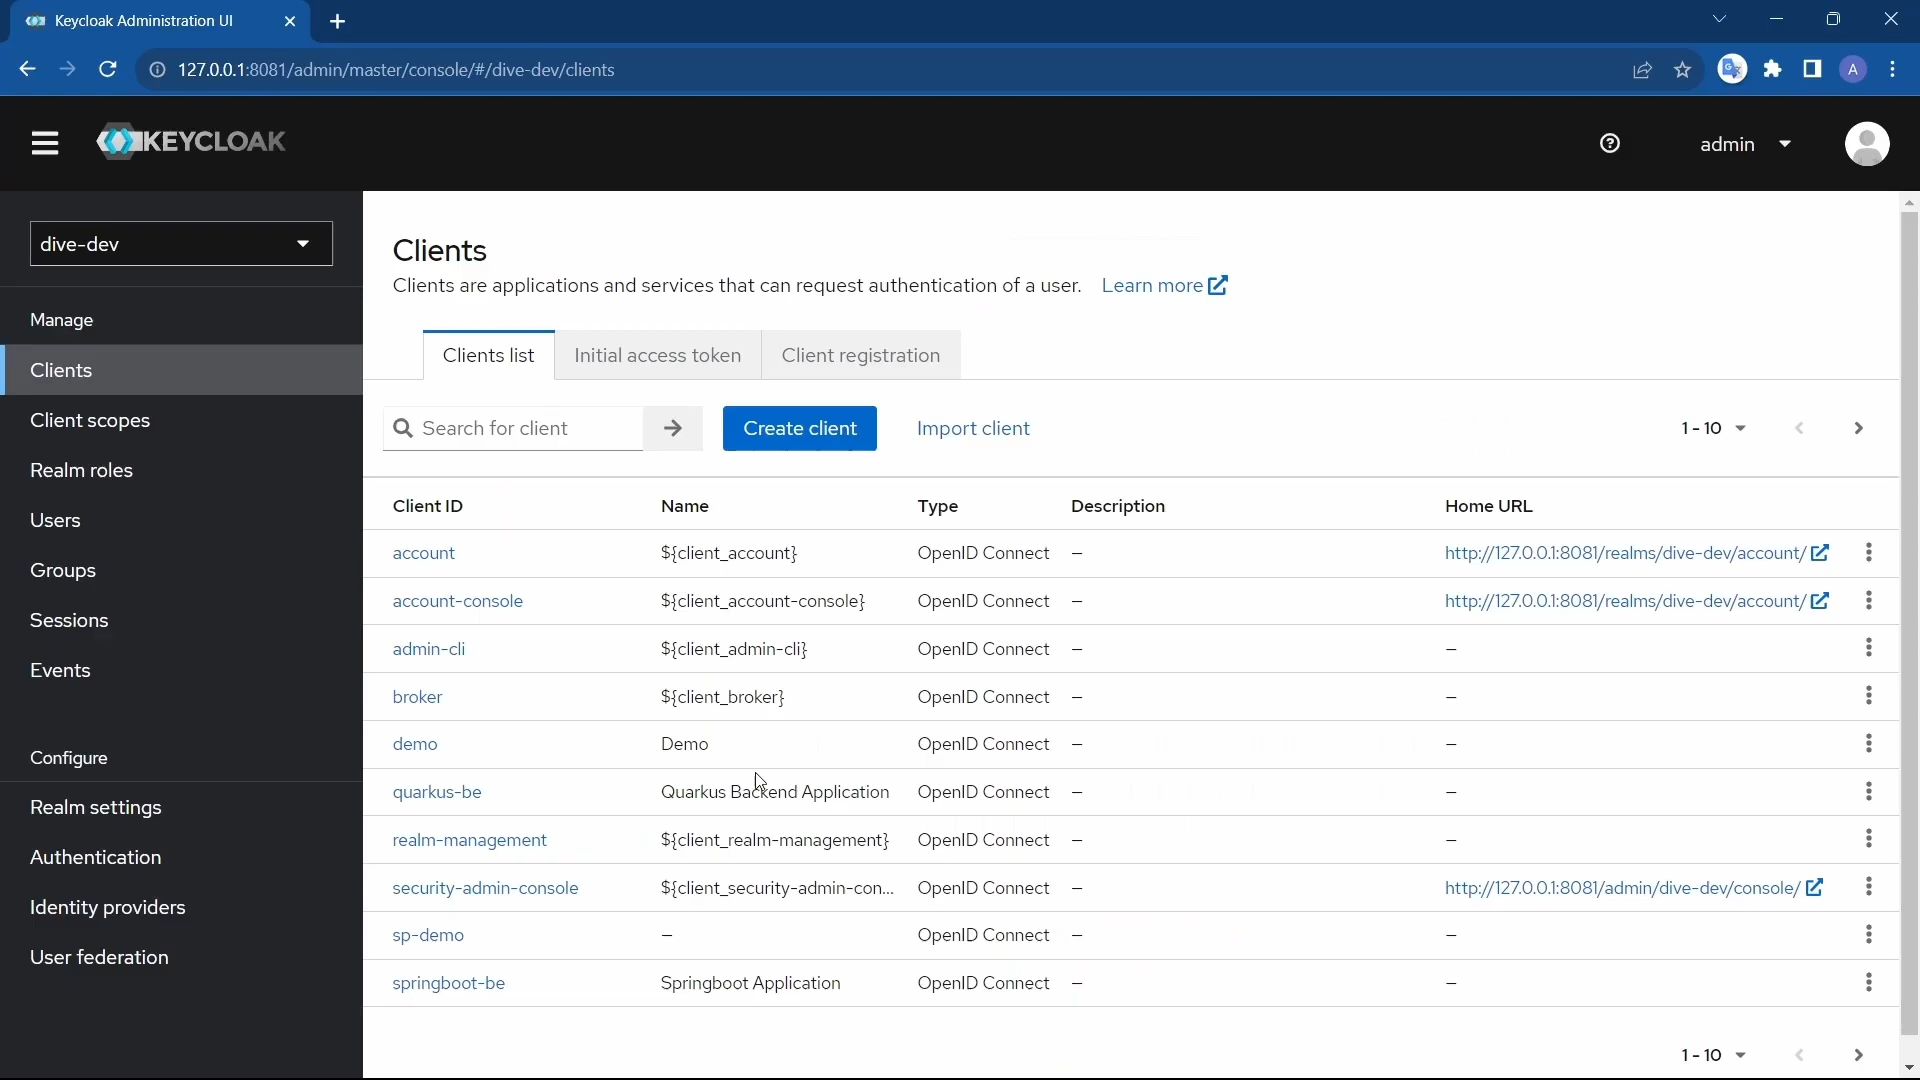 Keycloak Administration UI
127.0.0.1:8081/admin/master/console/#/dive-dev/clients
A
KEYCLOAK
admin
dive-dev
Manage
Clients
Client scopes
Realm roles
Users
Groups
Sessions
Events
Configure
Realm settings
Authentication
Identity providers
User federation
Clients
Clients are applications and services that can request authentication of a user. Learn more
Clients list Initial access token Client registration
Search for client Create client Import client 1 - 10
Client ID Name Type Description Home URL
account ${client_account} OpenID Connect – http://127.0.0.1:8081/realms/dive-dev/account/
account-console ${client_account-console} OpenID Connect – http://127.0.0.1:8081/realms/dive-dev/account/
admin-cli ${client_admin-cli} OpenID Connect – –
broker ${client_broker} OpenID Connect – –
demo Demo OpenID Connect – –
quarkus-be Quarkus Backend Application OpenID Connect – –
realm-management ${client_realm-management} OpenID Connect – –
security-admin-console ${client_security-admin-con... OpenID Connect – http://127.0.0.1:8081/admin/dive-dev/console/
sp-demo – OpenID Connect – –
springboot-be Springboot Application OpenID Connect – –
1 - 10